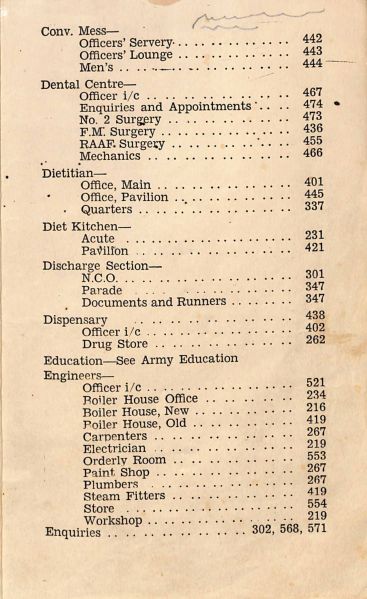 Conv. Mess—
Officers' Servery . . . . . . . . . . . . . . . 442
Officers' Lounge . . . . . . . . . . . . . . . 443
Men's . . . . . . . . . . . . . . . . . . . . . . . 444
Dental Centre—
Officer i/c . . . . . . . . . . . . . . . . . . . . 467
Enquiries and Appointments . . . . 474
No. 2 Surgery . . . . . . . . . . . . . . . . . 473
F.M. Surgery . . . . . . . . . . . . . . . . . . 436
RAAF. Surgery . . . . . . . . . . . . . . . . . 455
Mechanics . . . . . . . . . . . . . . . . . . . . 466
Dietitian—
Office, Main . . . . . . . . . . . . . . . . . . 401
Office, Pavilion . . . . . . . . . . . . . . . . 445
Quarters . . . . . . . . . . . . . . . . . . . . . 337
Diet Kitchen—
Acute . . . . . . . . . . . . . . . . . . . . . . . 231
Pavilion . . . . . . . . . . . . . . . . . . . . . 421
Discharge Section—
N.C.O. . . . . . . . . . . . . . . . . . . . . . . 301
Parade . . . . . . . . . . . . . . . . . . . . . . 347
Documents and Runners . . . . . . . 347
Dispensary . . . . . . . . . . . . . . . . . . . 438
Officer i/c . . . . . . . . . . . . . . . . . . . . 402
Drug Store . . . . . . . . . . . . . . . . . . . 262
Education—See Army Education
Engineers—
Officer i/c . . . . . . . . . . . . . . . . . . . . 521
Boiler House Office . . . . . . . . . . . . 234
Boiler House, New . . . . . . . . . . . . . 216
Boiler House, Old . . . . . . . . . . . . . . 419
Carpenters . . . . . . . . . . . . . . . . . . . 267
Electrician . . . . . . . . . . . . . . . . . . . 219
Orderly Room . . . . . . . . . . . . . . . . . 553
Paint Shop . . . . . . . . . . . . . . . . . . . 267
Plumbers . . . . . . . . . . . . . . . . . . . . 267
Steam Fitters . . . . . . . . . . . . . . . . . 419
Store . . . . . . . . . . . . . . . . . . . . . . . 554
Workshop . . . . . . . . . . . . . . . . . . . . 219
Enquiries . . . . . . . . . . . . . . . 302, 568, 571